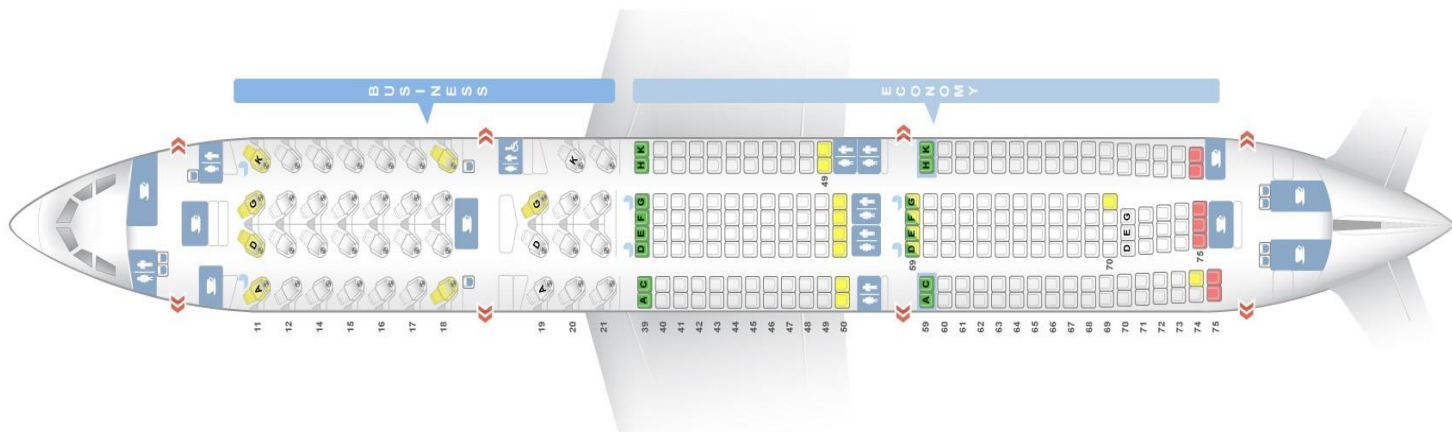 BUSINESS
ECONOMY
K K H K H K
49
G G D E F G D E F G
D D D E G
59 70 75
A A A C A C
11 12 14 15 16 17 18 19 20 21 39 40 41 42 43 44 45 46 47 48 49 50 59 60 61 62 63 64 65 66 67 68 69 70 71 72 73 74 75